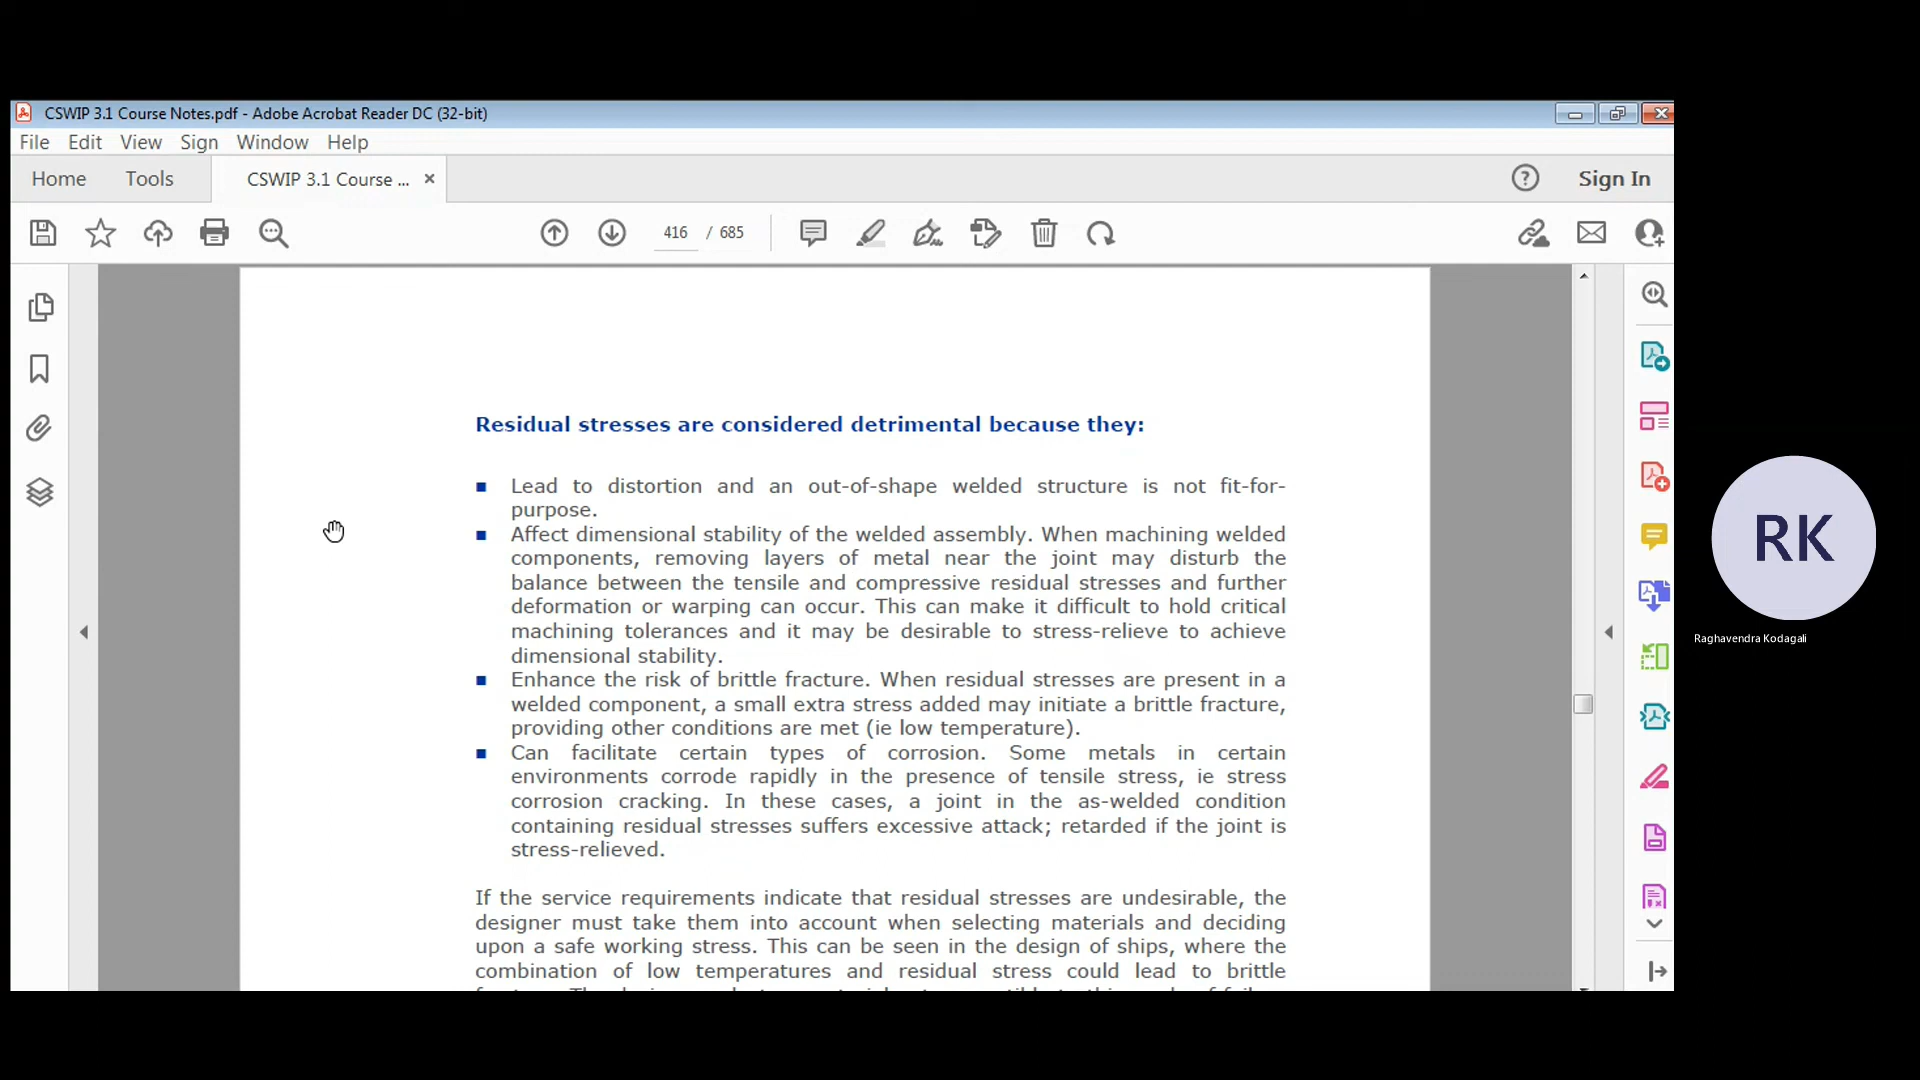 CSWIP 3.1 Course Notes.pdf - Adobe Acrobat Reader DC (32-bit)
File Edit View Sign Window Help
Home Tools CSWIP 3.1 Course ... × Sign In
416 / 685
Residual stresses are considered detrimental because they:
■ Lead to distortion and an out-of-shape welded structure is not fit-for-
purpose.
■ Affect dimensional stability of the welded assembly. When machining welded
components, removing layers of metal near the joint may disturb the
balance between the tensile and compressive residual stresses and further
deformation or warping can occur. This can make it difficult to hold critical
machining tolerances and it may be desirable to stress-relieve to achieve
dimensional stability.
■ Enhance the risk of brittle fracture. When residual stresses are present in a
welded component, a small extra stress added may initiate a brittle fracture,
providing other conditions are met (ie low temperature).
■ Can facilitate certain types of corrosion. Some metals in certain
environments corrode rapidly in the presence of tensile stress, ie stress
corrosion cracking. In these cases, a joint in the as-welded condition
containing residual stresses suffers excessive attack; retarded if the joint is
stress-relieved.
If the service requirements indicate that residual stresses are undesirable, the
designer must take them into account when selecting materials and deciding
upon a safe working stress. This can be seen in the design of ships, where the
combination of low temperatures and residual stress could lead to brittle
RK
Raghavendra Kodagali